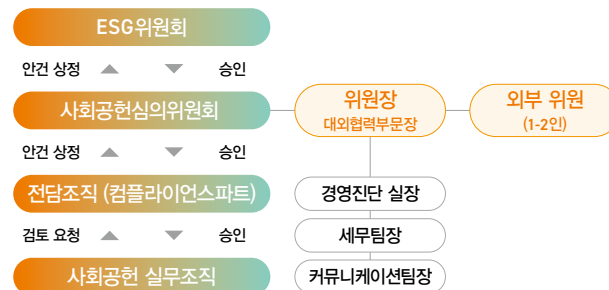 ESG위원회
안건 상정 ▲ ▼ 승인
사회공헌심의위원회
위원장
대외협력부문장
외부 위원
(1-2인)
안건 상정 ▲ ▼ 승인
전담조직 (컴플라이언스파트)
경영진단 실장
검토 요청 ▲ ▼ 승인
세무팀장
사회공헌 실무조직
커뮤니케이션팀장